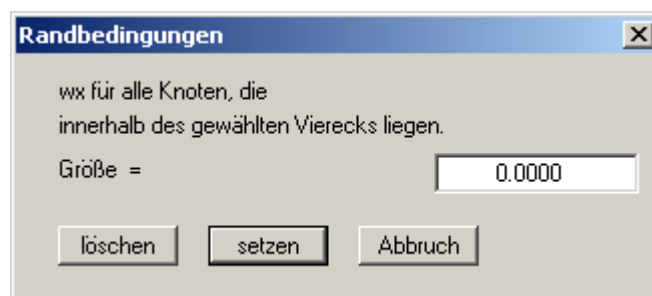 Randbedingungen
wx für alle Knoten, die
innerhalb des gewählten Vierecks liegen.
Größe =
0.0000
löschen setzen Abbruch